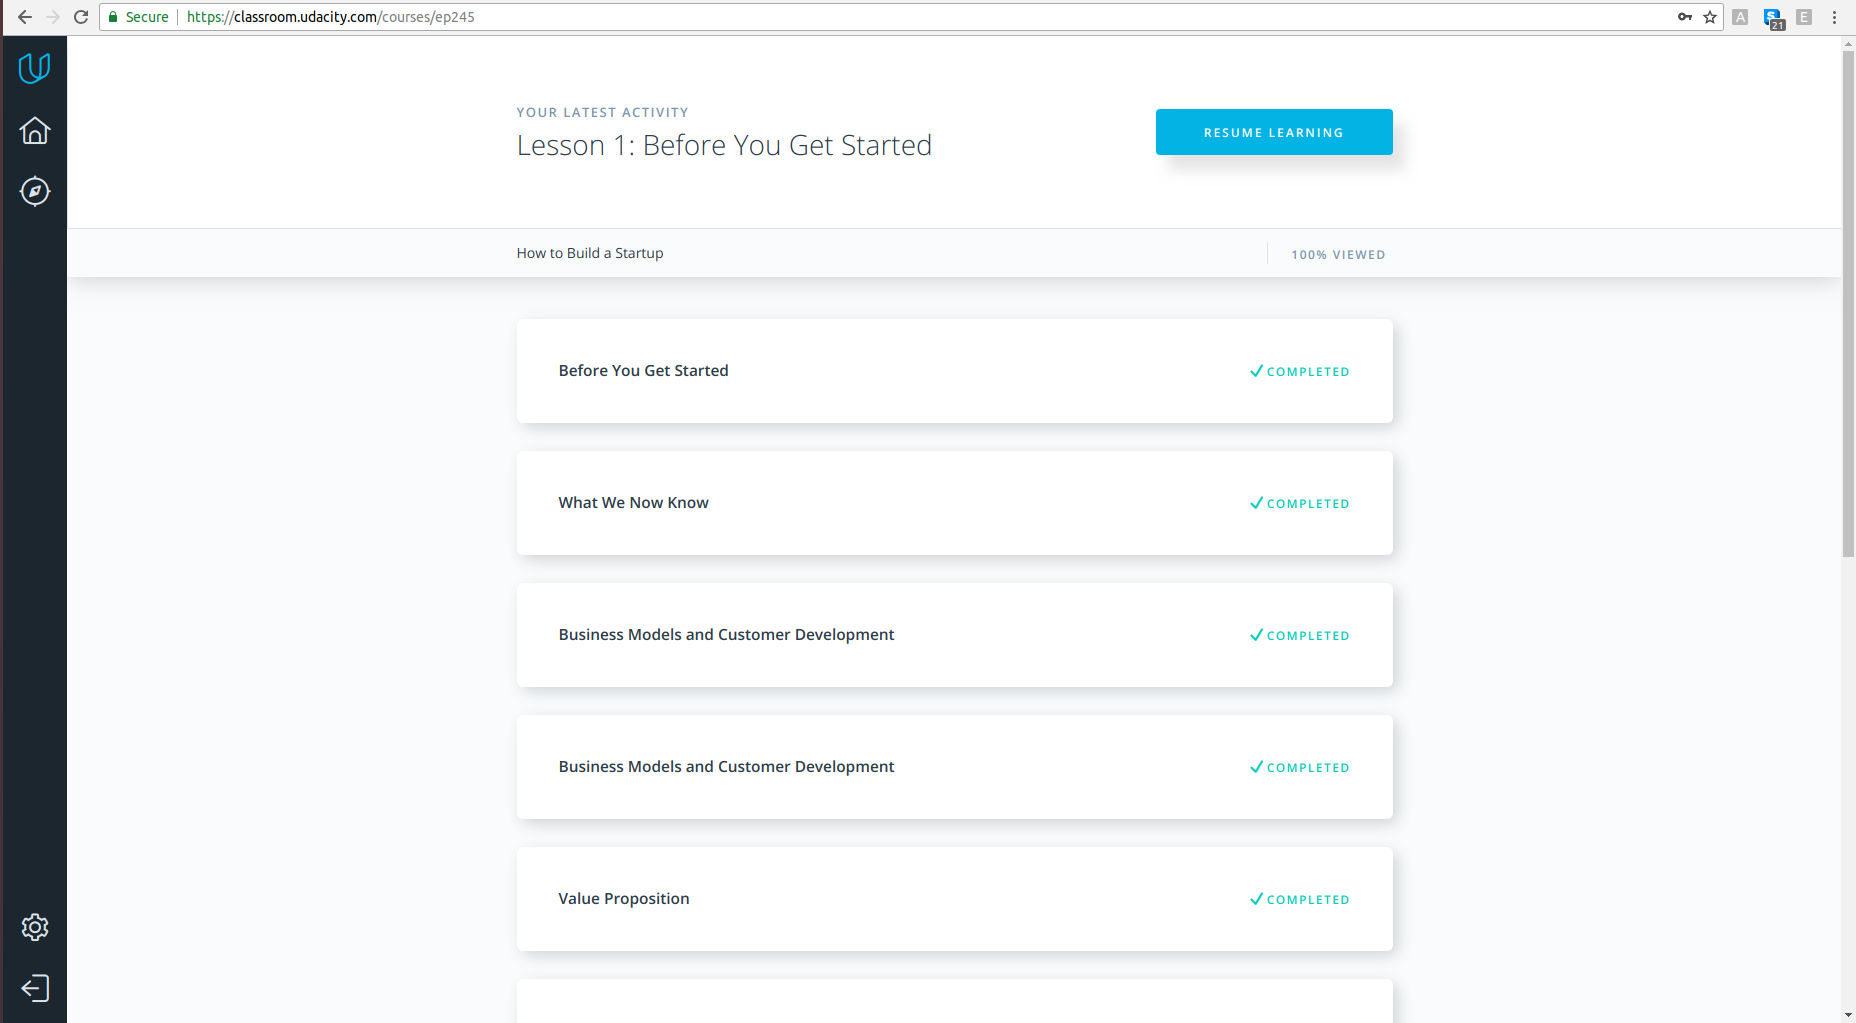 Secure
https://classroom.udacity.com/courses/ep245
A
S
21
E
YOUR LATEST ACTIVITY
Lesson 1: Before You Get Started
RESUME LEARNING
How to Build a Startup
100% VIEWED
Before You Get Started
COMPLETED
What We Now Know
COMPLETED
Business Models and Customer Development
COMPLETED
Business Models and Customer Development
COMPLETED
Value Proposition
COMPLETED